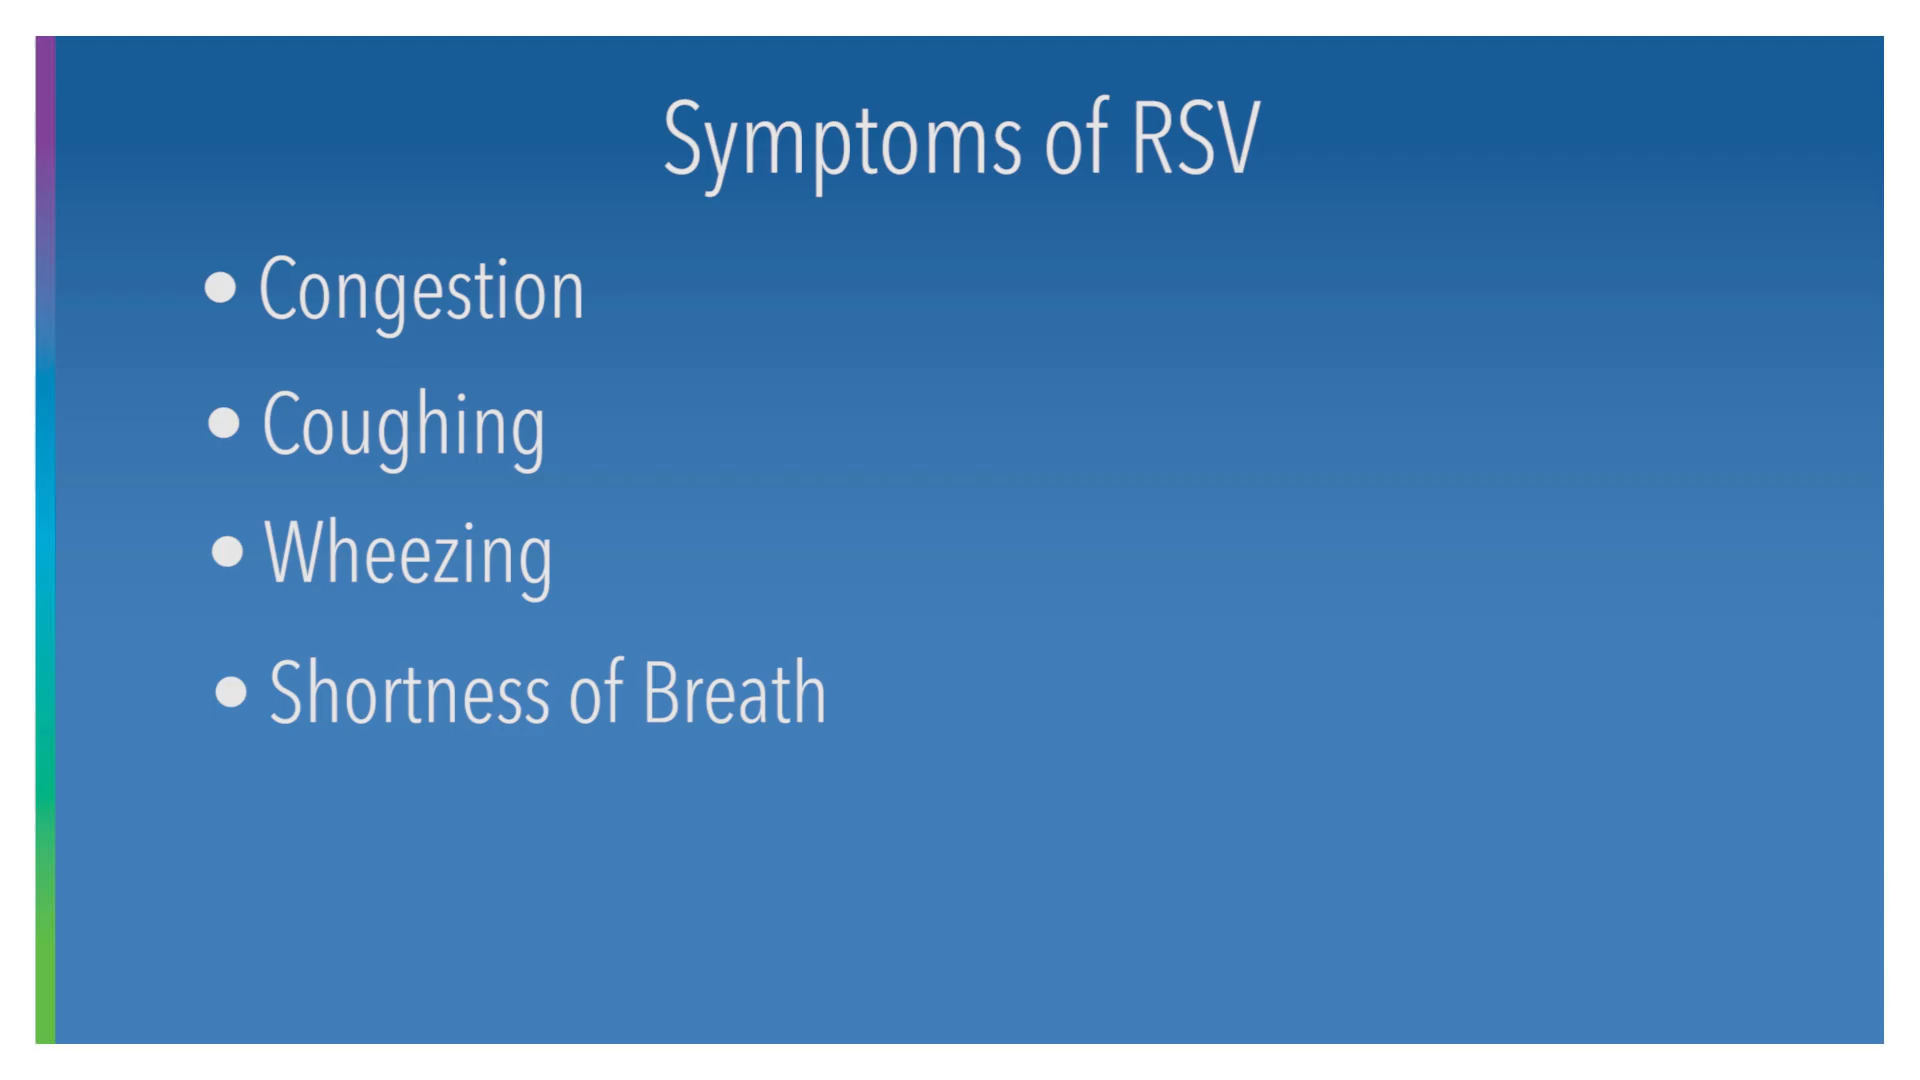 Symptoms of RSV
• Congestion
• Coughing
• Wheezing
• Shortness of Breath